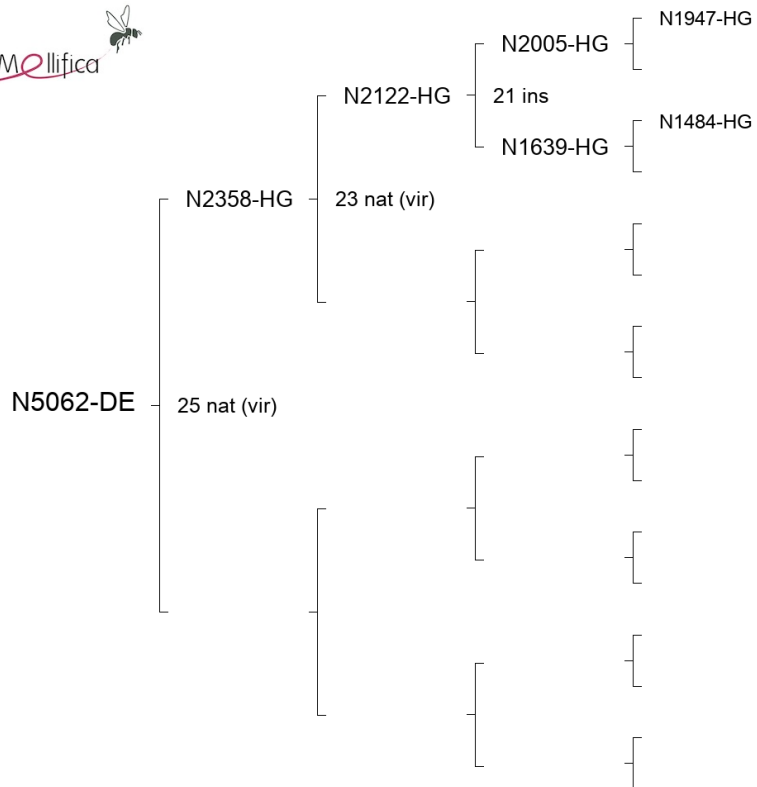 Mellifica
N1947-HG
N2005-HG
N2122-HG
21 ins
N1484-HG
N1639-HG
N2358-HG
23 nat (vir)
N5062-DE
25 nat (vir)